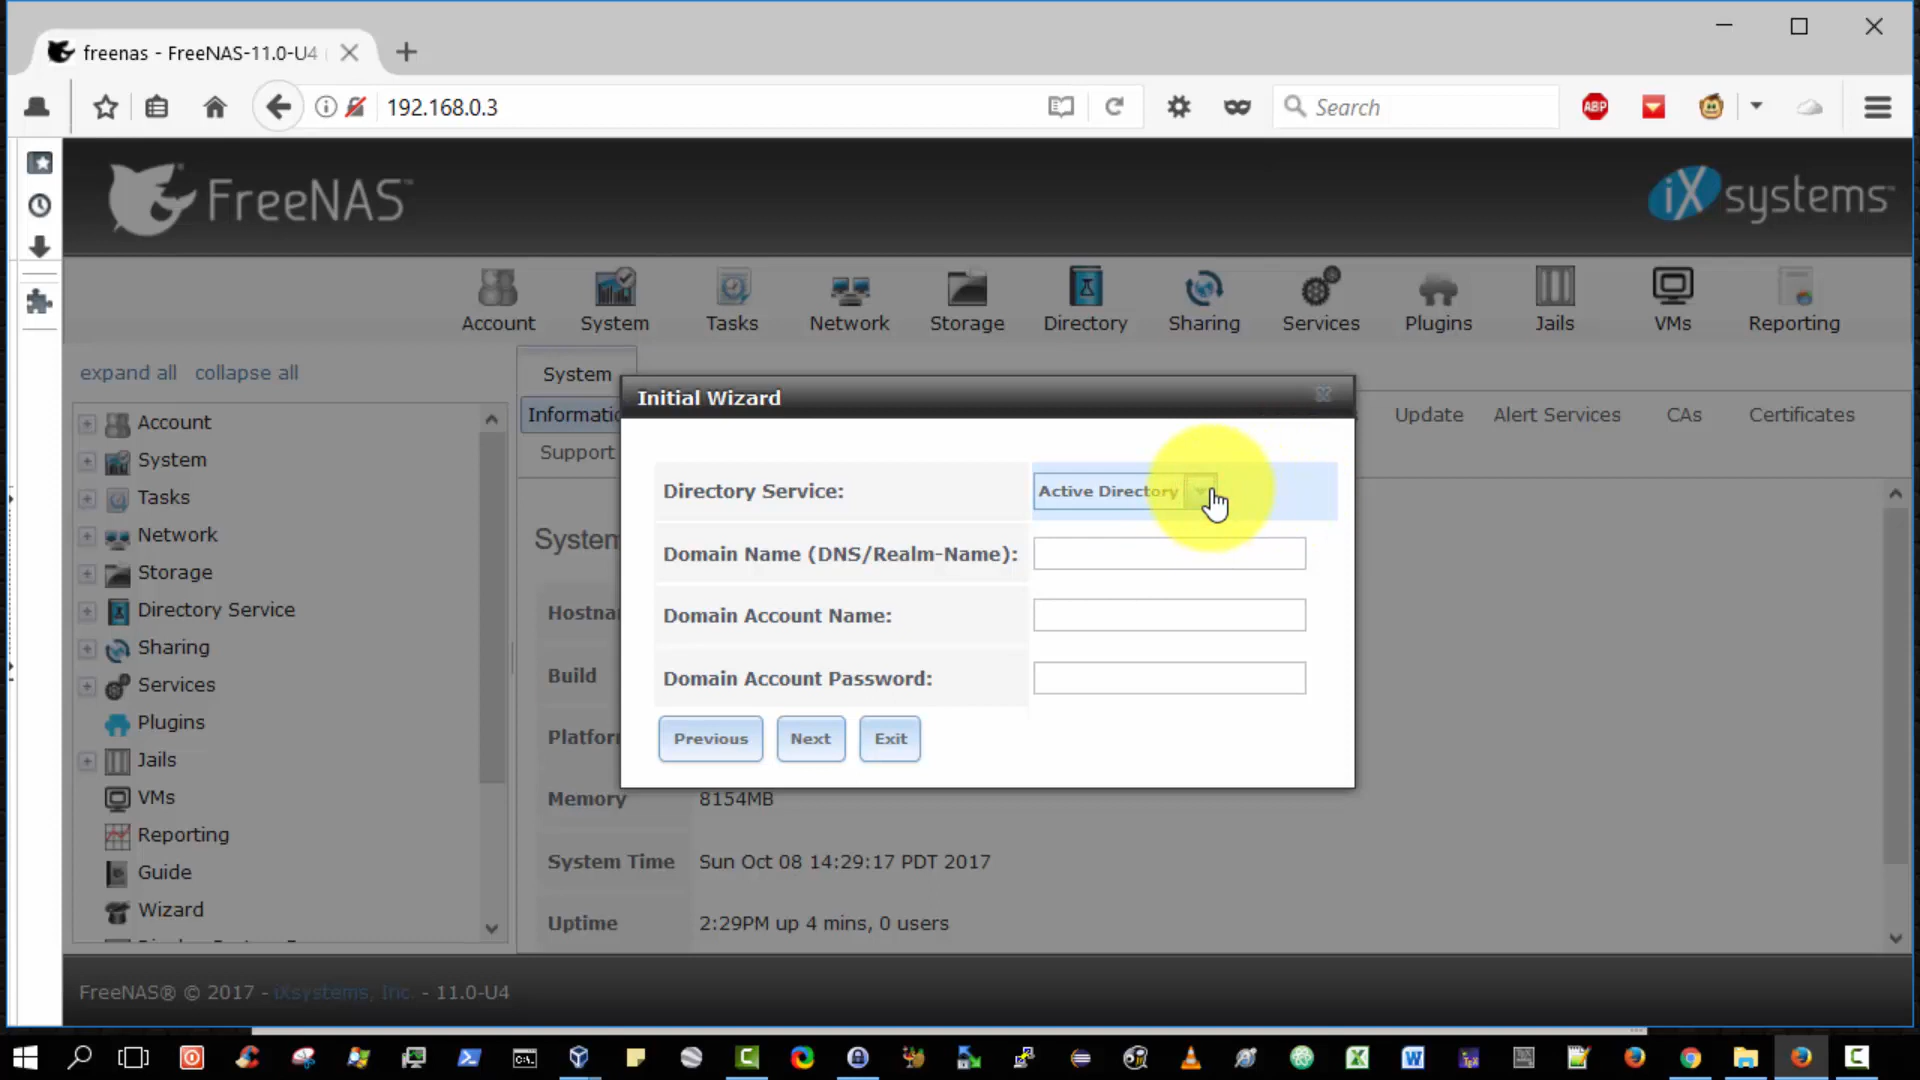 freenas - FreeNAS-11.0-U4
192.168.0.3
Search
ABP
FreeNAS™
iXsystems™
Account
System
Tasks
Network
Storage
Directory
Sharing
Services
Plugins
Jails
VMs
Reporting
expand all collapse all
Account
System
Tasks
Network
Storage
Directory Service
Sharing
Services
Plugins
Jails
VMs
Reporting
Guide
Wizard
System
Update
Alert Services
CAs
Certificates
Support
System
Build
Memory 8154MB
System Time Sun Oct 08 14:29:17 PDT 2017
Uptime 2:29PM up 4 mins, 0 users
Initial Wizard
Directory Service: Active Directory
Domain Name (DNS/Realm-Name):
Domain Account Name:
Domain Account Password:
Previous Next Exit
FreeNAS® © 2017 - iXsystems, Inc. - 11.0-U4